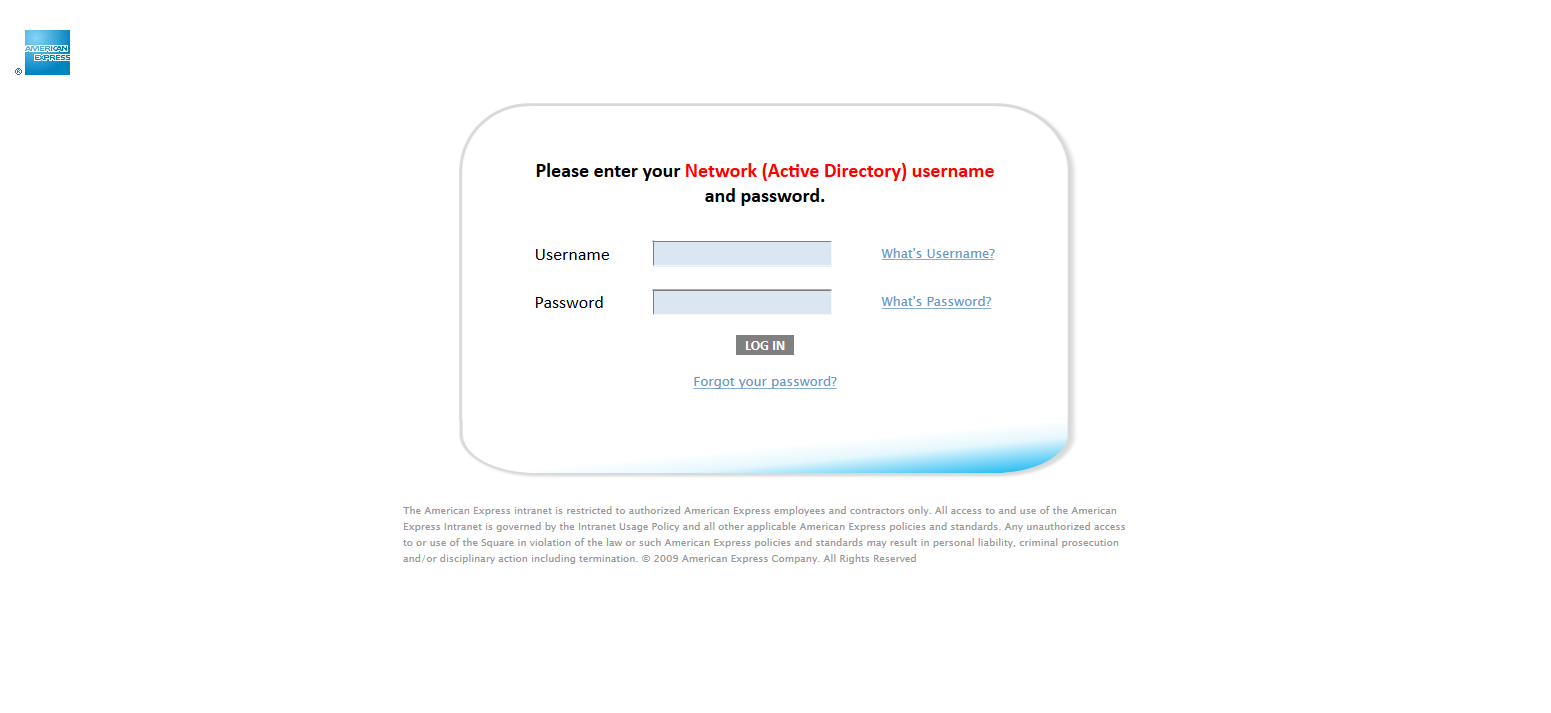 AMERICAN
EXPRESS
®
Please enter your Network (Active Directory) username
and password.
Username
What's Username?
Password
What's Password?
LOG IN
Forgot your password?
The American Express intranet is restricted to authorized American Express employees and contractors only. All access to and use of the American
Express Intranet is governed by the Intranet Usage Policy and all other applicable American Express policies and standards. Any unauthorized access
to or use of the Square in violation of the law or such American Express policies and standards may result in personal liability, criminal prosecution
and/or disciplinary action including termination. © 2009 American Express Company. All Rights Reserved